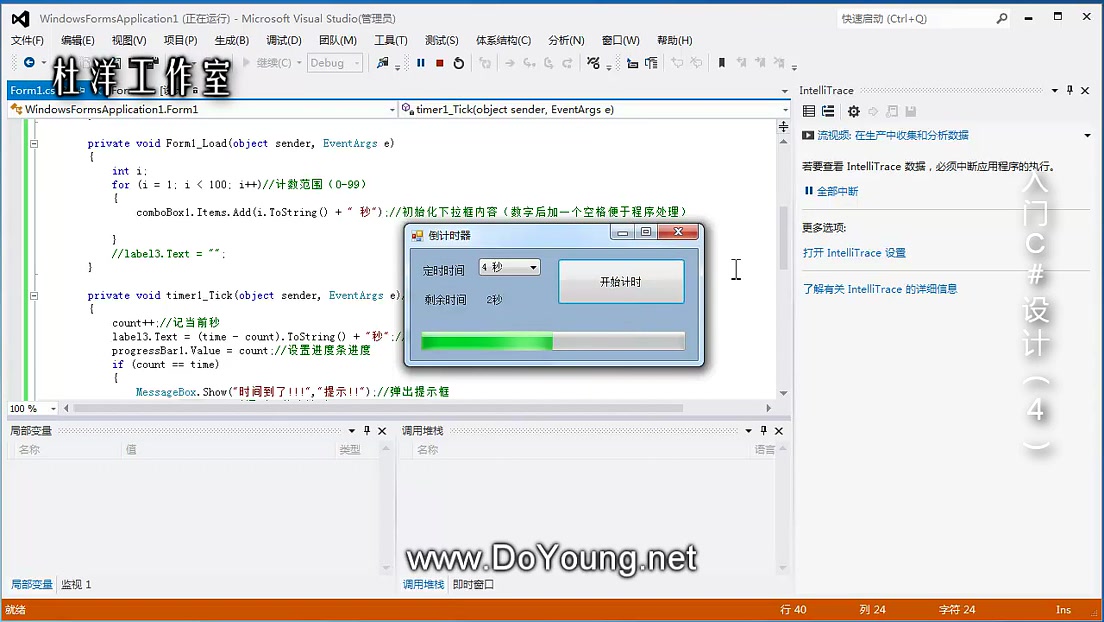 WindowsFormsApplication1 (正在运行) - Microsoft Visual Studio(管理员)
快速启动 (Ctrl+Q)
文件(F) 编辑(E) 视图(V) 项目(P) 生成(B) 调试(D) 团队(M) 工具(T) 测试(S) 体系结构(C) 分析(N) 窗口(W) 帮助(H)
继续(C) Debug
杜洋工作室
Form1.cs
WindowsFormsApplication1.Form1
timer1_Tick(object sender, EventArgs e)
private void Form1_Load(object sender, EventArgs e)
{
int i;
for (i = 1; i < 100; i++)//计数范围（0-99）
{
comboBox1.Items.Add(i.ToString() + " 秒");//初始化下拉框内容（数字后加一个空格便于程序处理）
}
//label3.Text = "";
}
private void timer1_Tick(object sender, EventArgs e)
{
count++;//记当前秒
label3.Text = (time - count).ToString() + "秒";/
progressBar1.Value = count;//设置进度条进度
if (count == time)
{
MessageBox.Show("时间到了!!!","提示!!");//弹出提示框
100 %
倒计时器
定时时间 4 秒
开始计时
剩余时间 2秒
IntelliTrace
流视频: 在生产中收集和分析数据
若要查看 IntelliTrace 数据，必须中断应用程序的执行。
全部中断
更多选项:
打开 IntelliTrace 设置
了解有关 IntelliTrace 的详细信息
入门C#设计（4）
局部变量
名称 值 类型
调用堆栈
名称 语言
www.DoYoung.net
局部变量 监视 1
调用堆栈 即时窗口
就绪
行 40 列 24 字符 24 Ins